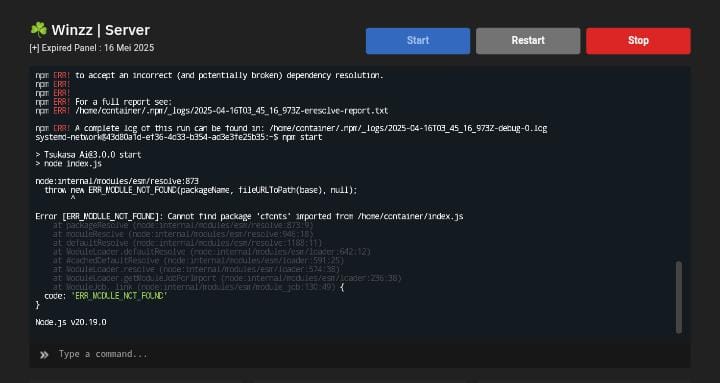 ☘️ Winzz | Server
[+] Expired Panel : 16 Mei 2025
Start
Restart
Stop
npm ERR! to accept an incorrect (and potentially broken) dependency resolution.
npm ERR!
npm ERR!
npm ERR! For a full report see:
npm ERR! /home/container/.npm/_logs/2025-04-16T03_45_16_973Z-eresolve-report.txt
npm ERR! A complete log of this run can be found in: /home/container/.npm/_logs/2025-04-16T03_45_16_973Z-debug-0.log
systemd-network@43d80a1d-ef36-4d33-b354-ad3e3fe25b35:~$ npm start
> Tsukasa Ai@3.0.0 start
> node index.js
node:internal/modules/esm/resolve:873
throw new ERR_MODULE_NOT_FOUND(packageName, fileURLToPath(base), null);
^
Error [ERR_MODULE_NOT_FOUND]: Cannot find package 'cfonts' imported from /home/container/index.js
at packageResolve (node:internal/modules/esm/resolve:873:9)
at moduleResolve (node:internal/modules/esm/resolve:946:18)
at defaultResolve (node:internal/modules/esm/resolve:1188:11)
at ModuleLoader.defaultResolve (node:internal/modules/esm/loader:642:12)
at #cachedDefaultResolve (node:internal/modules/esm/loader:591:25)
at ModuleLoader.resolve (node:internal/modules/esm/loader:574:38)
at ModuleLoader.getModuleJobForImport (node:internal/modules/esm/loader:236:38)
at ModuleJob._link (node:internal/modules/esm/module_job:130:49) {
code: 'ERR_MODULE_NOT_FOUND'
}
Node.js v20.19.0
» Type a command...